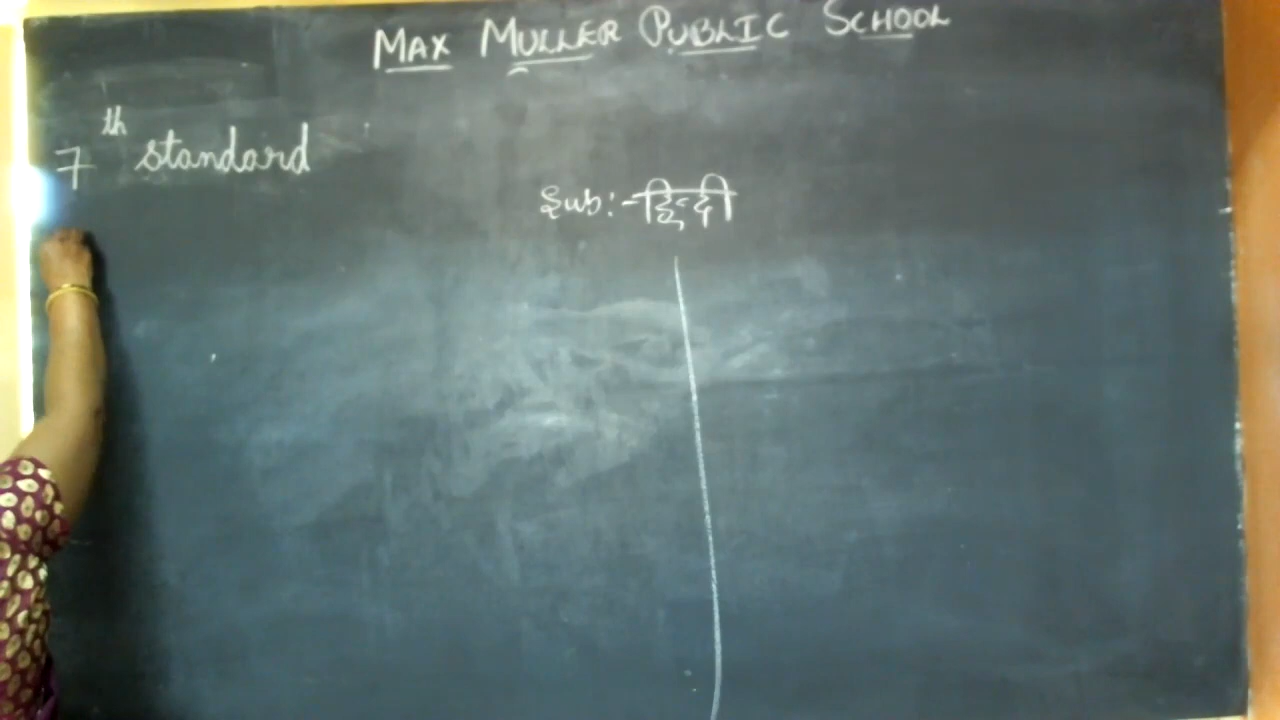 MAX MULLER PUBLIC SCHOOL
7th standard
Sub:- हिन्दी